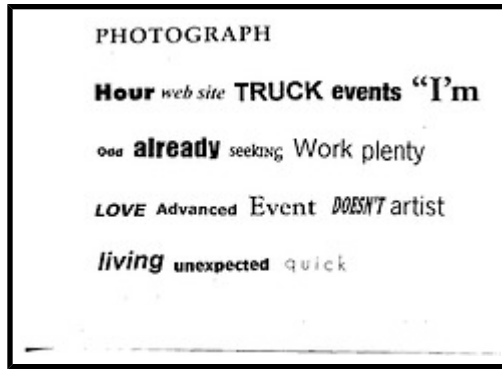 PHOTOGRAPH
Hour web site TRUCK events “I’m
Odd already seeking Work plenty
LOVE Advanced Event DOESN'T artist
living unexpected quick